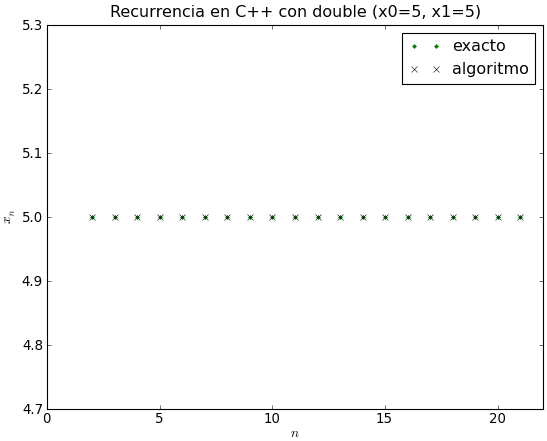 Recurrencia en C++ con double (x0=5, x1=5)
exacto
algoritmo
5.3
5.2
5.1
5.0
4.9
4.8
4.7
x_n
0 5 10 15 20
n